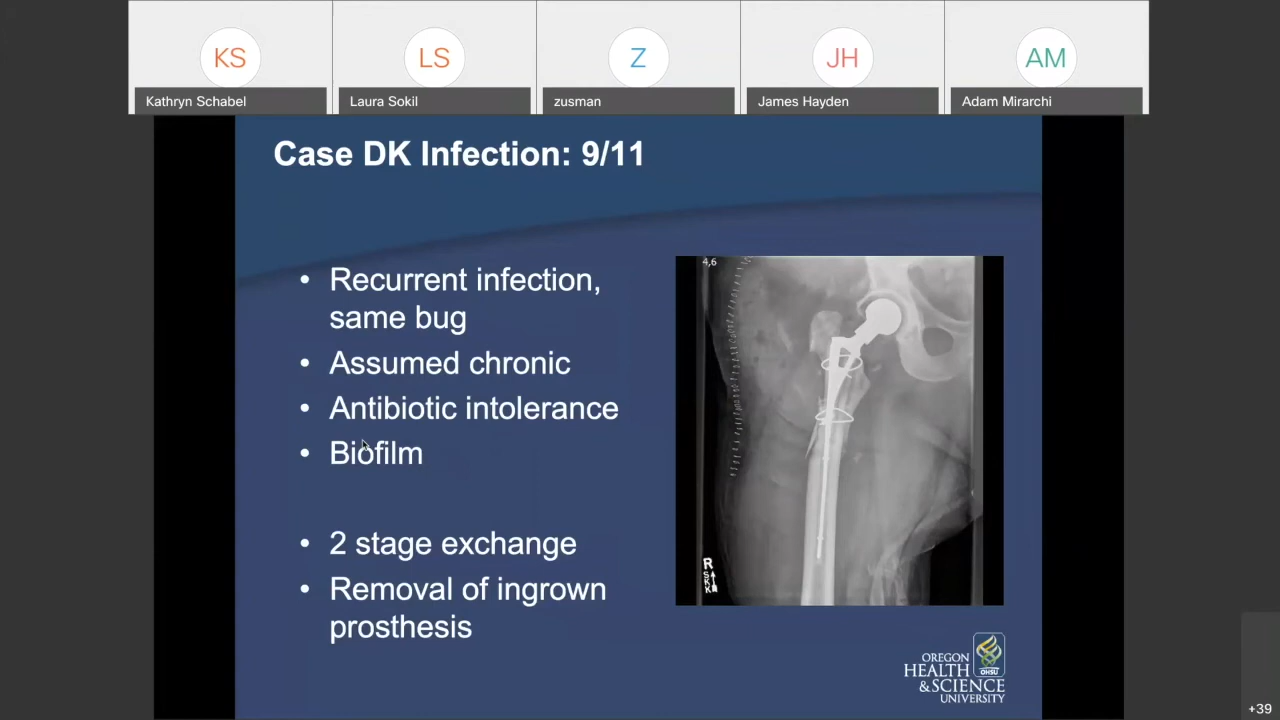 KS
LS
Z
JH
AM
Kathryn Schabel
Laura Sokil
zusman
James Hayden
Adam Mirarchi
Case DK Infection: 9/11
• Recurrent infection,
same bug
• Assumed chronic
• Antibiotic intolerance
• Biofilm
• 2 stage exchange
• Removal of ingrown
prosthesis
4,6
R
SKK
OREGON
HEALTH
&SCIENCE
UNIVERSITY
OHSU
+39